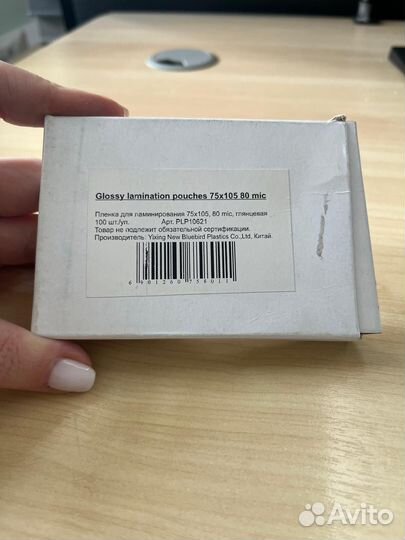 Glossy lamination pouches 75x105 80 mic
Пленка для ламинирования 75x105, 80 mic, глянцевая
100 шт./уп. Арт. PLP10621
Товар не подлежит обязательной сертификации.
Производитель: Yixing New Bluebird Plastics Co.,Ltd, Китай.
6901260758011
Avito